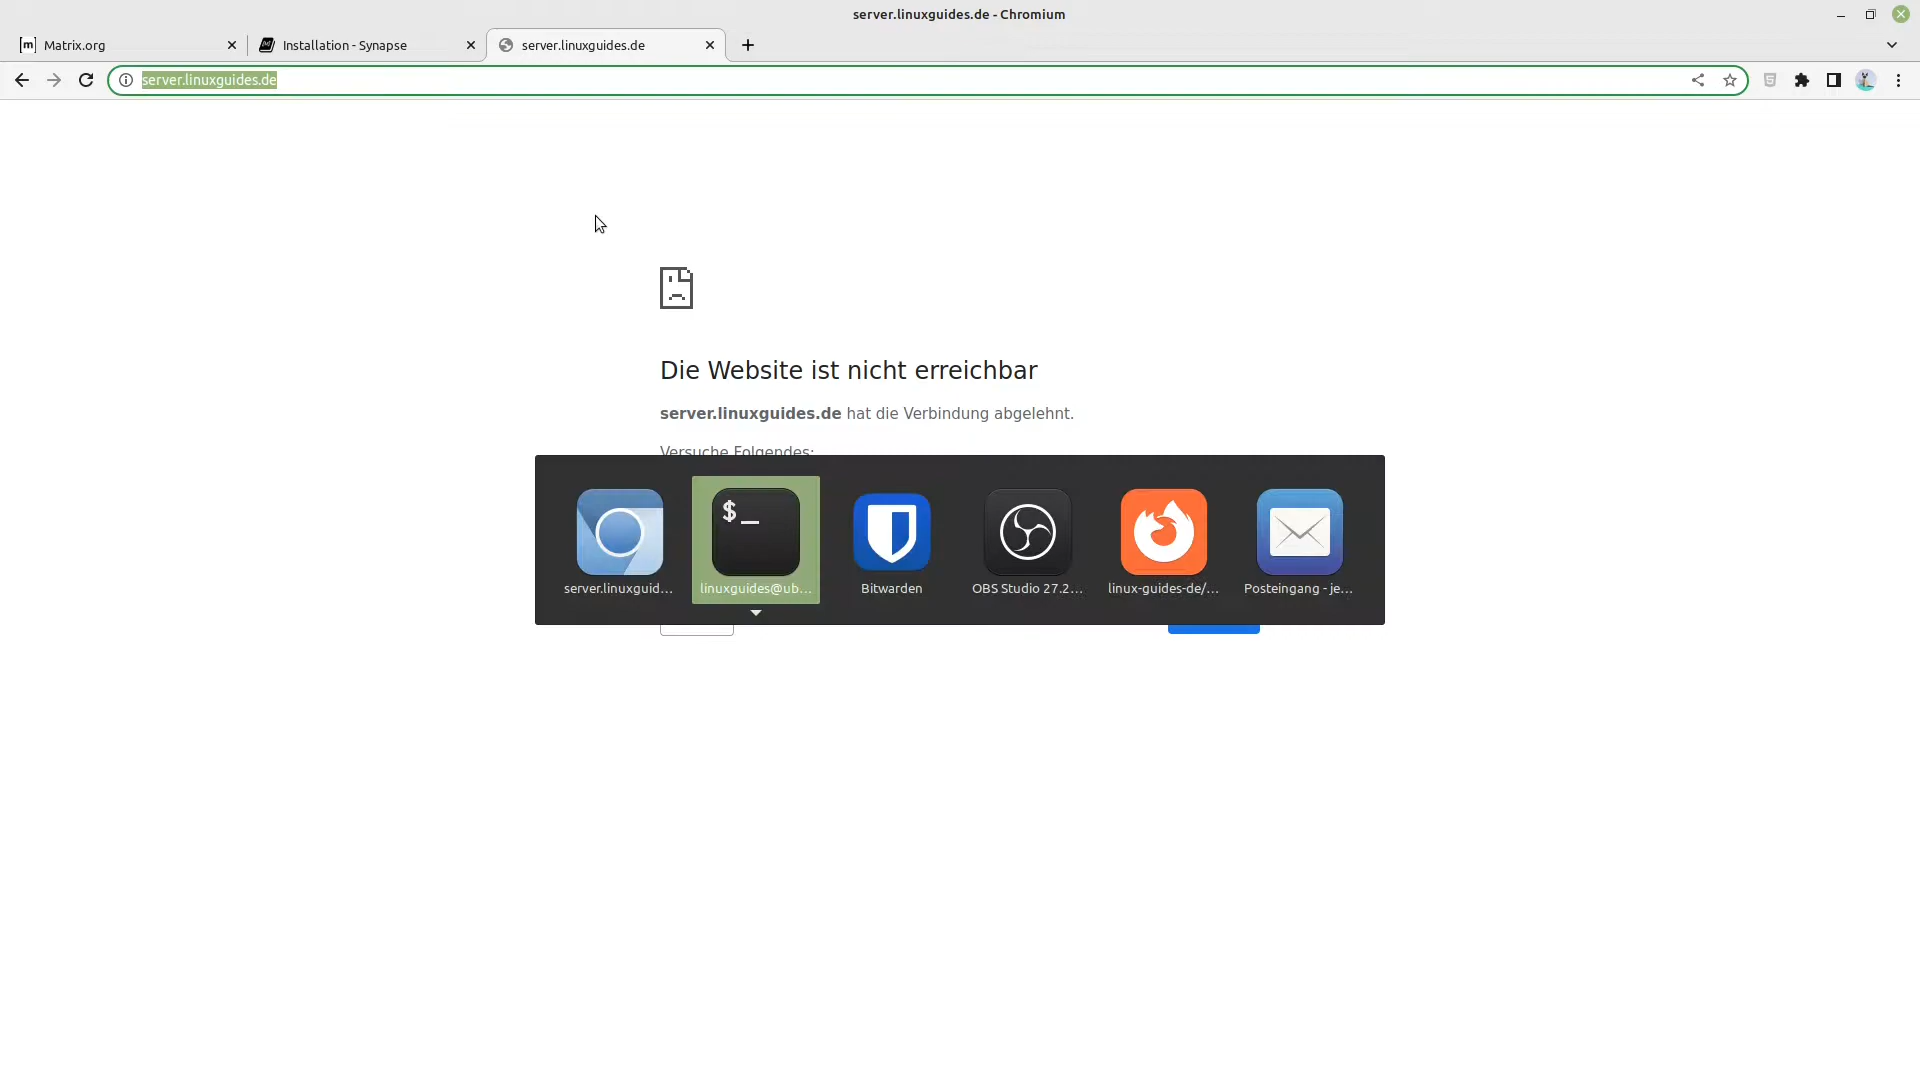 server.linuxguides.de - Chromium
[m] Matrix.org
Installation - Synapse
server.linuxguides.de
server.linuxguides.de
Die Website ist nicht erreichbar
server.linuxguides.de hat die Verbindung abgelehnt.
Versuche Folgendes:
$ _
server.linuxguid...
linuxguides@ub...
Bitwarden
OBS Studio 27.2...
linux-guides-de/...
Posteingang - je...